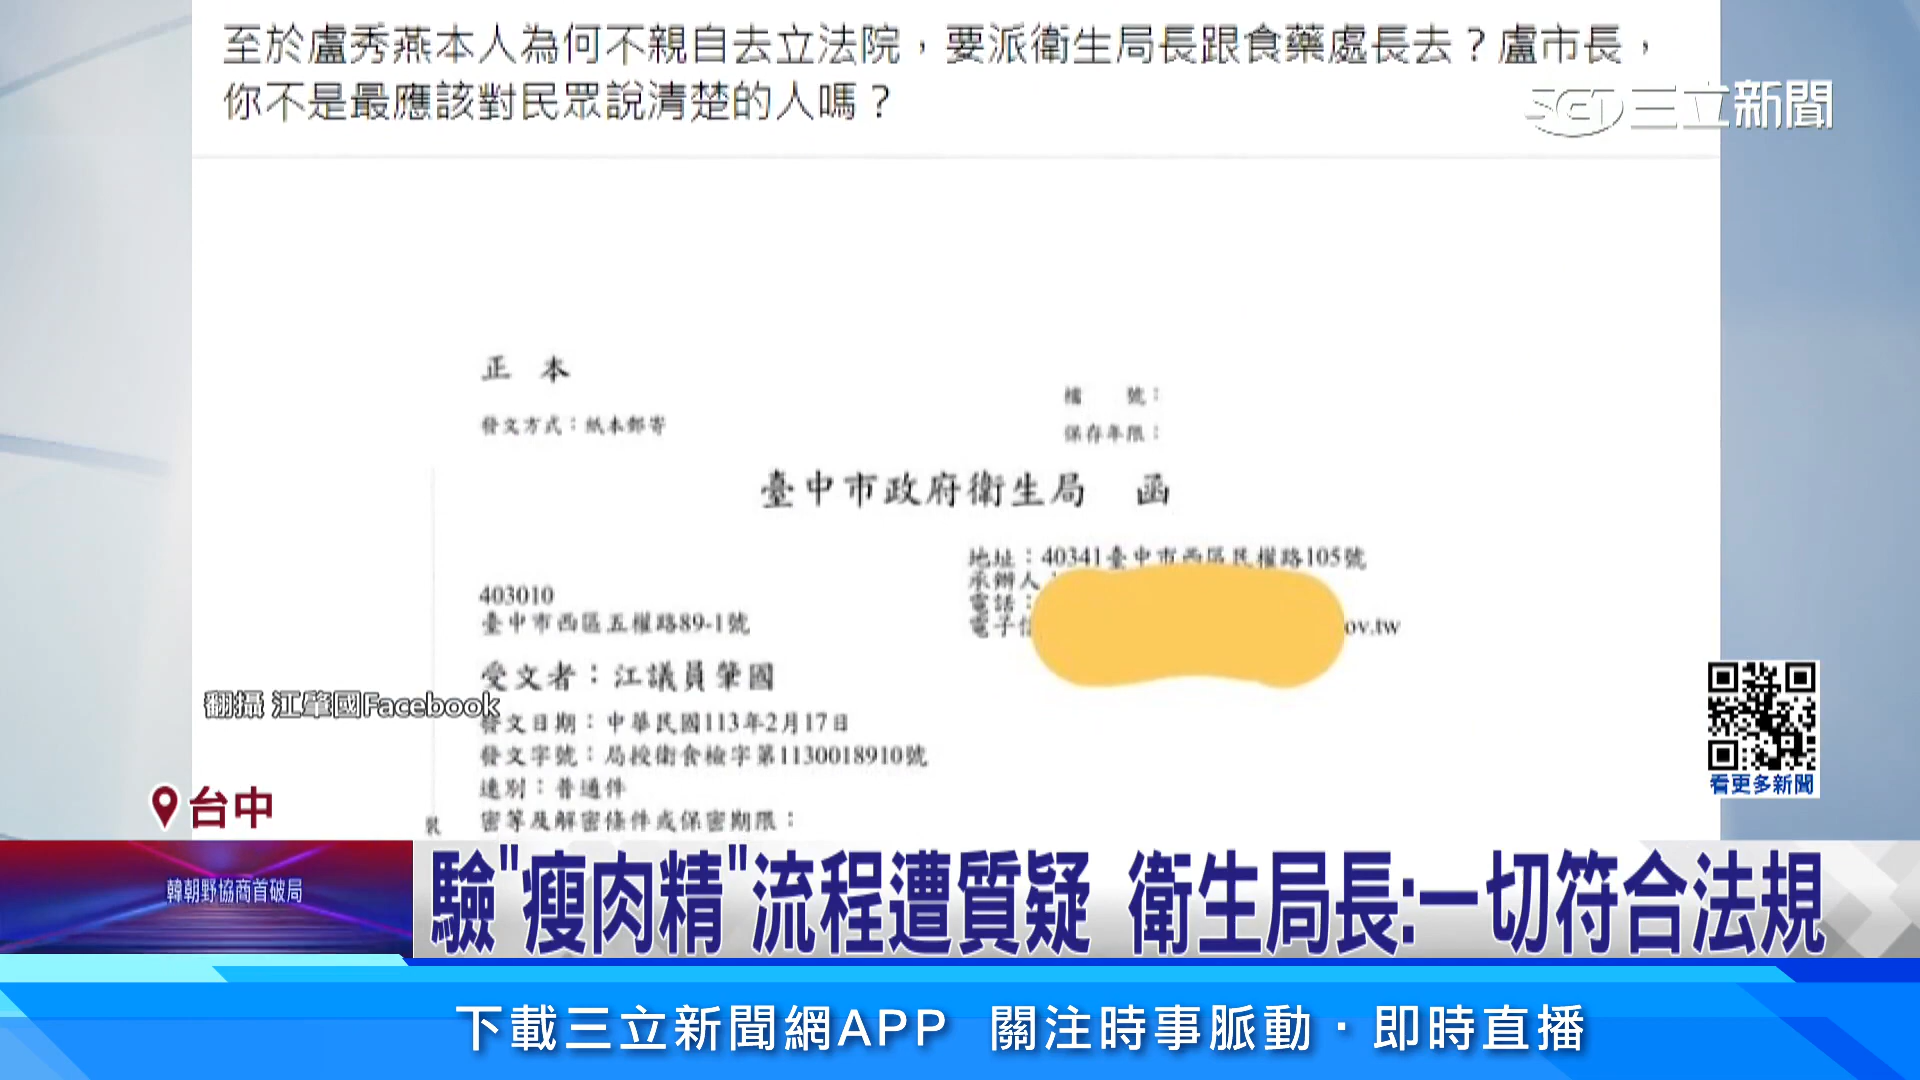 至於盧秀燕本人為何不親自去立法院，要派衛生局長跟食藥處長去？盧市長，
你不是最應該對民眾說清楚的人嗎？
SET三立新聞
正 本
檔 號：
發文方式：紙本郵寄
保存年限：
臺中市政府衛生局 函
地址：40341臺中市西區民權路105號
承辦人：
電話：
電子信
ov.tw
403010
臺中市西區五權路89-1號
受文者：江議員肇國
翻攝 江肇國Facebook
發文日期：中華民國113年2月17日
發文字號：局授衛食檢字第1130018910號
速別：普通件
密等及解密條件或保密期限：
裝
看更多新聞
台中
韓朝野協商首破局
驗"瘦肉精"流程遭質疑 衛生局長:一切符合法規
下載三立新聞網APP 關注時事脈動·即時直播